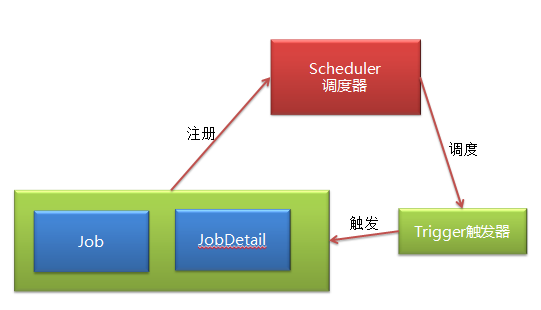 Scheduler
调度器
注册
调度
触发
Trigger触发器
Job
JobDetail